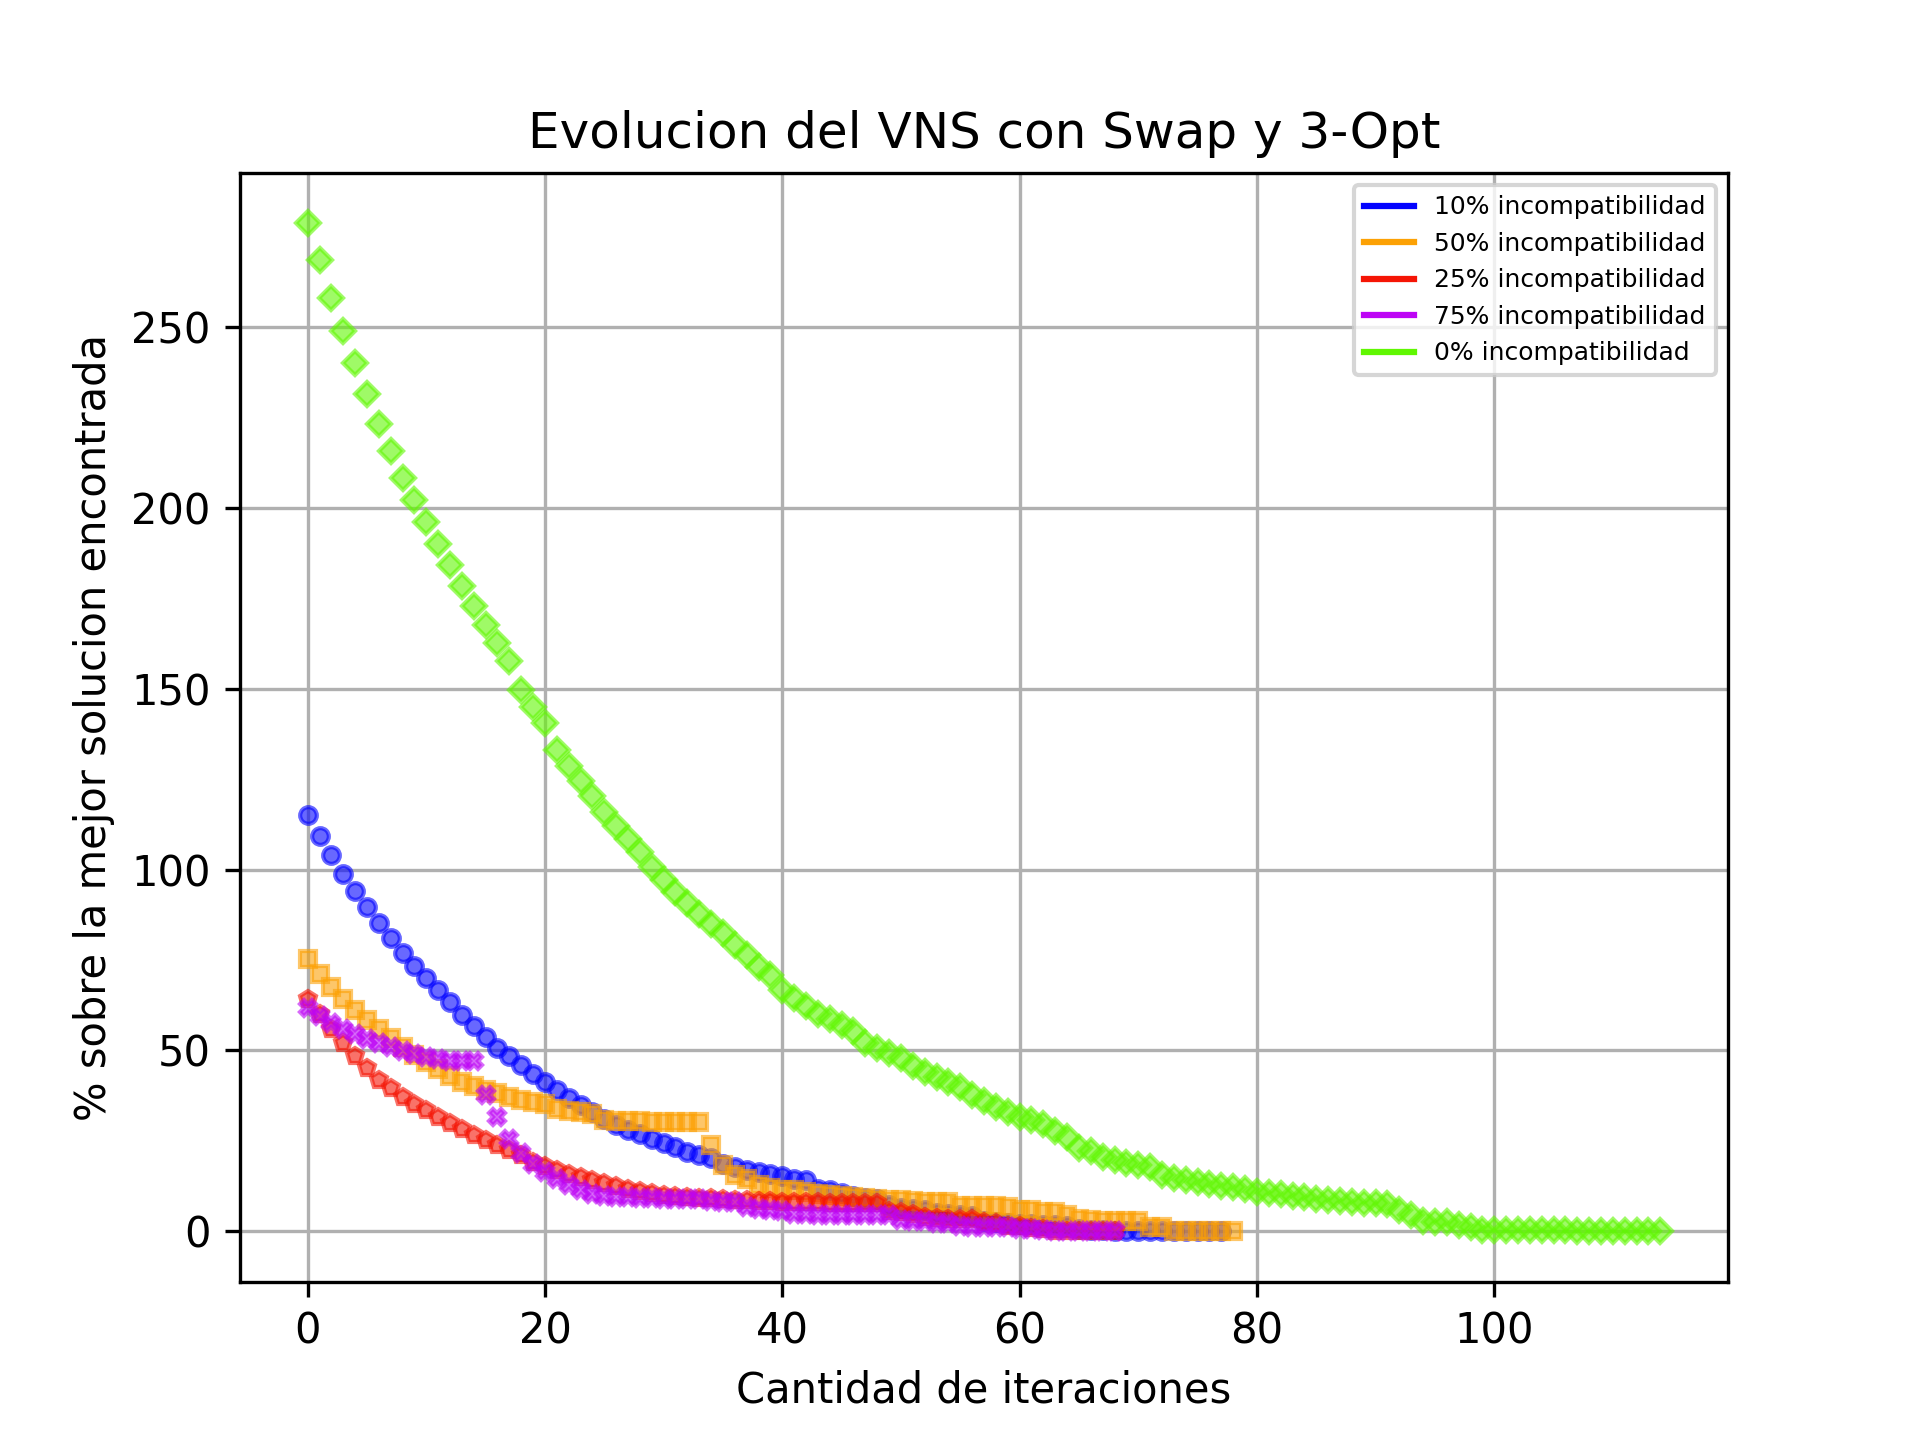 Evolucion del VNS con Swap y 3-Opt
10% incompatibilidad
50% incompatibilidad
25% incompatibilidad
75% incompatibilidad
0% incompatibilidad
% sobre la mejor solucion encontrada
250
200
150
100
50
0
0 20 40 60 80 100
Cantidad de iteraciones